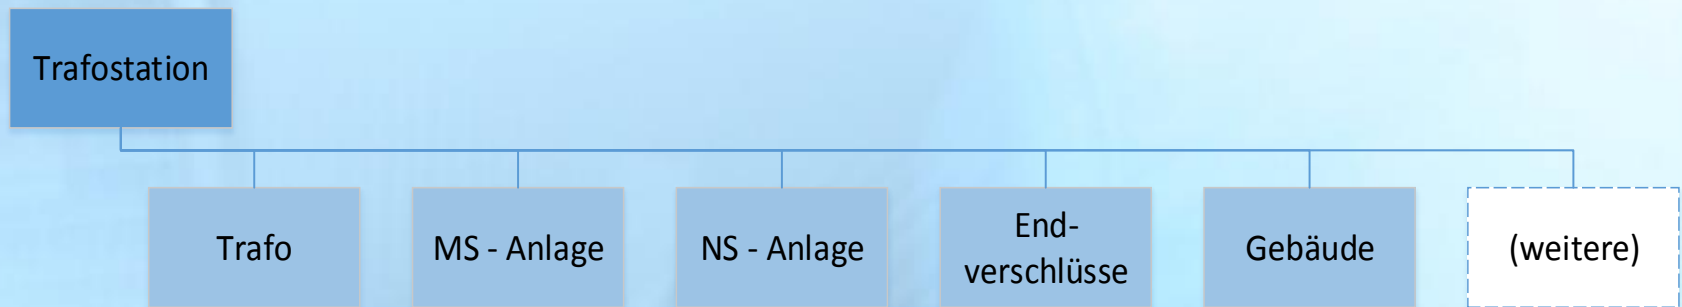 Trafostation
Trafo
MS - Anlage
NS - Anlage
End-
verschlüsse
Gebäude
(weitere)